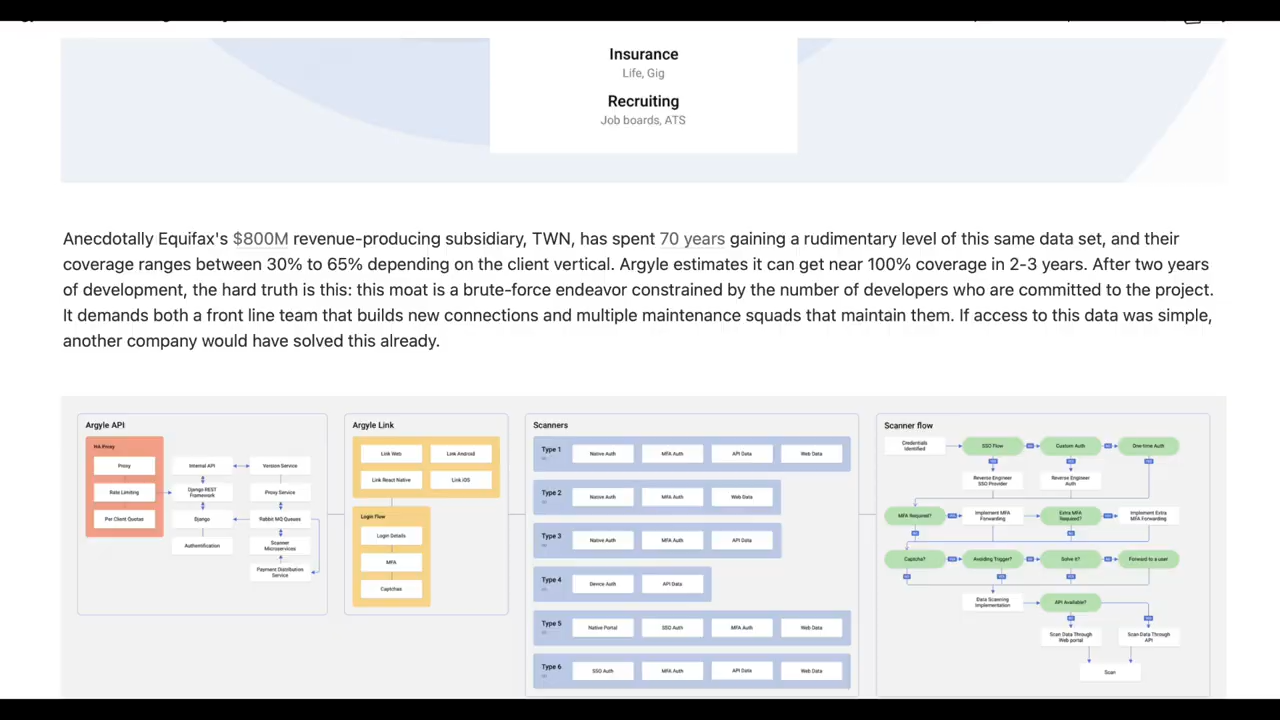 Insurance
Life, Gig
Recruiting
Job boards, ATS
Anecdotally Equifax's $800M revenue-producing subsidiary, TWN, has spent 70 years gaining a rudimentary level of this same data set, and their
coverage ranges between 30% to 65% depending on the client vertical. Argyle estimates it can get near 100% coverage in 2-3 years. After two years
of development, the hard truth is this: this moat is a brute-force endeavor constrained by the number of developers who are committed to the project.
It demands both a front line team that builds new connections and multiple maintenance squads that maintain them. If access to this data was simple,
another company would have solved this already.
Argyle API
HA Proxy
Proxy
Rate Limiting
Per Client Quotas
Internal API
Version Service
Django REST
Framework
Proxy Service
Django
Rabbit MQ Queues
Authentification
Scanner
Microservices
Payment Distribution
Service
Argyle Link
Link Web
Link Android
Link React Native
Link iOS
Login Flow
Login Details
MFA
Captchas
Scanners
Type 1
Native Auth
MFA Auth
API Data
Web Data
Type 2
Native Auth
MFA Auth
Web Data
Type 3
Native Auth
MFA Auth
API Data
Type 4
Device Auth
API Data
Type 5
Native Portal
SSO Auth
MFA Auth
Web Data
Type 6
SSO Auth
MFA Auth
API Data
Web Data
Scanner flow
Credentials
Identified
SSO Flow
Custom Auth
One-time Auth
Reverse Engineer
SSO Provider
Reverse Engineer
Auth
MFA Required?
Implement MFA
Forwarding
Extra MFA
Required?
Implement Extra
MFA Forwarding
Captcha?
Avoiding Trigger?
Solve it?
Forward to a user
Data Scanning
Implementation
API Available?
Scan Data Through
Web portal
Scan Data Through
API
Scan